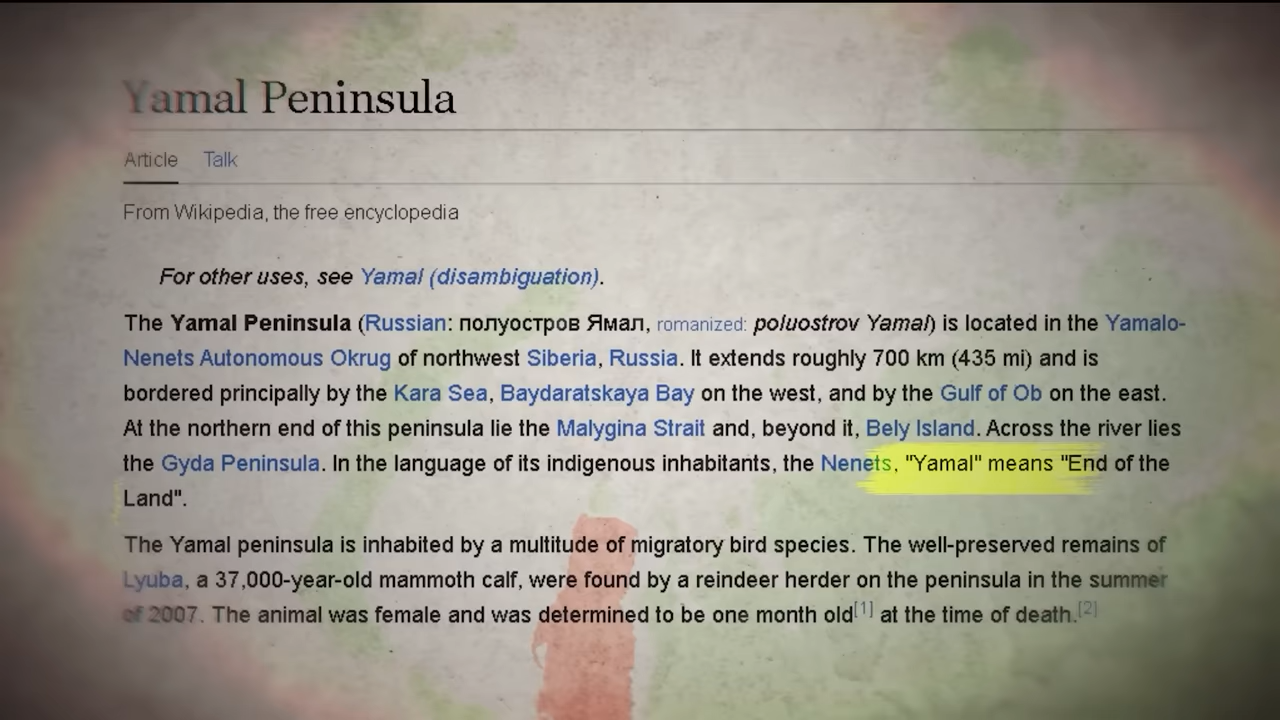 Yamal Peninsula
Article Talk
From Wikipedia, the free encyclopedia
For other uses, see Yamal (disambiguation).
The Yamal Peninsula (Russian: полуостров Ямал, romanized: poluostrov Yamal) is located in the Yamalo-
Nenets Autonomous Okrug of northwest Siberia, Russia. It extends roughly 700 km (435 mi) and is
bordered principally by the Kara Sea, Baydaratskaya Bay on the west, and by the Gulf of Ob on the east.
At the northern end of this peninsula lie the Malygina Strait and, beyond it, Bely Island. Across the river lies
the Gyda Peninsula. In the language of its indigenous inhabitants, the Nenets, "Yamal" means "End of the
Land".
The Yamal peninsula is inhabited by a multitude of migratory bird species. The well-preserved remains of
Lyuba, a 37,000-year-old mammoth calf, were found by a reindeer herder on the peninsula in the summer
of 2007. The animal was female and was determined to be one month old[1] at the time of death.[2]